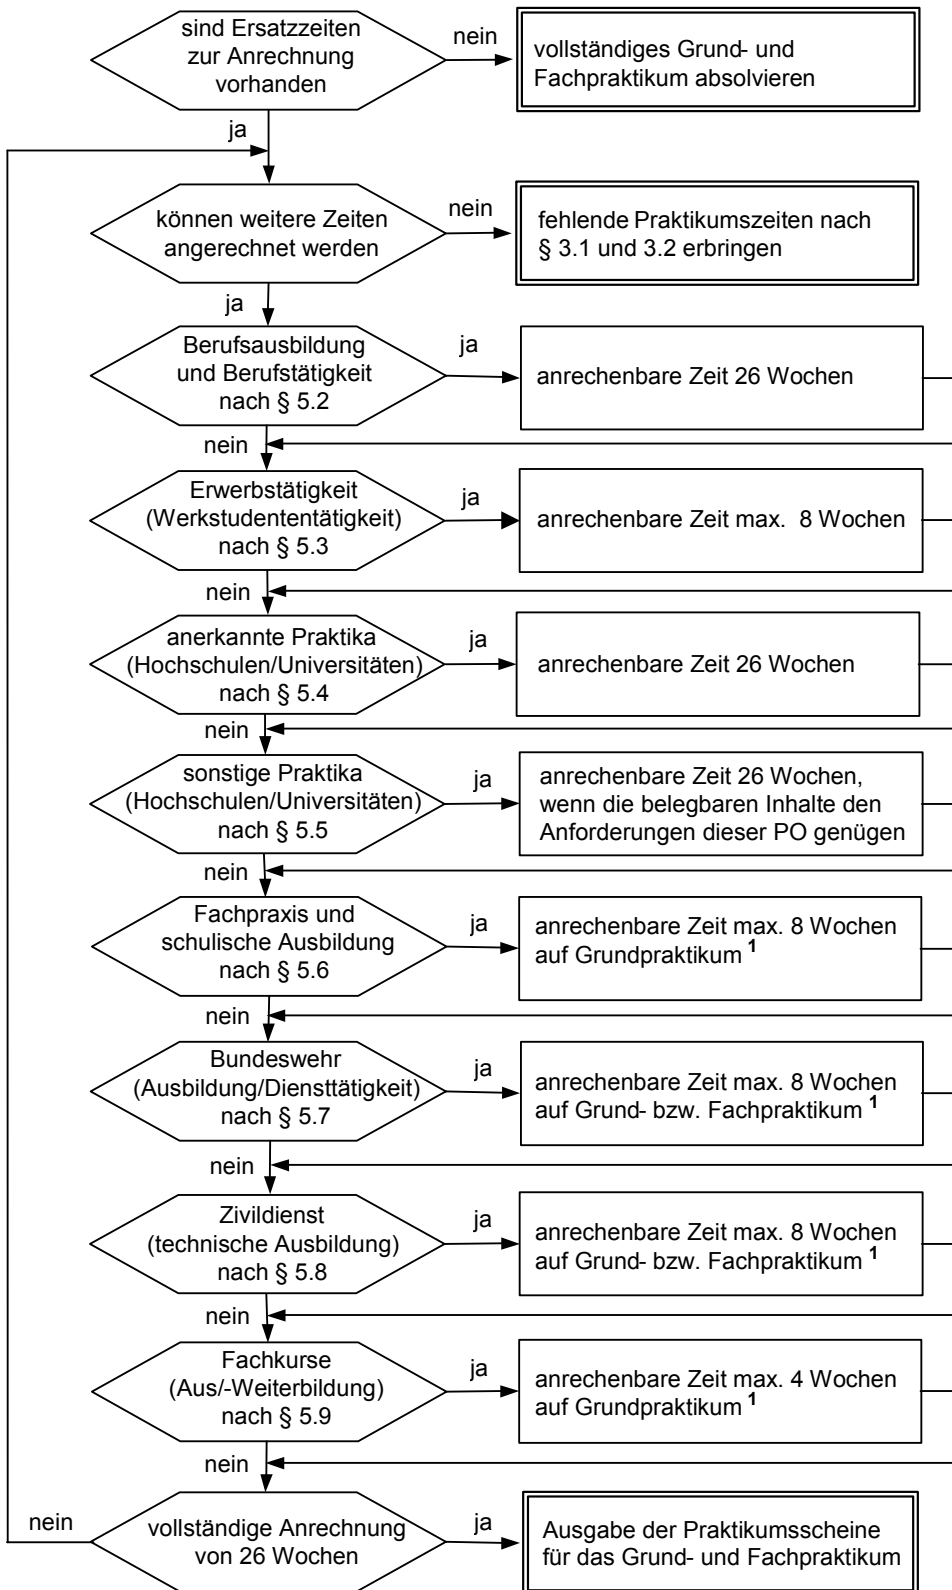 sind Ersatzzeiten
zur Anrechnung
vorhanden
nein
vollständiges Grund- und
Fachpraktikum absolvieren
ja
können weitere Zeiten
angerechnet werden
nein
fehlende Praktikumszeiten nach
§ 3.1 und 3.2 erbringen
ja
Berufsausbildung
und Berufstätigkeit
nach § 5.2
ja
anrechenbare Zeit 26 Wochen
nein
Erwerbstätigkeit
(Werkstudententätigkeit)
nach § 5.3
ja
anrechenbare Zeit max. 8 Wochen
nein
anerkannte Praktika
(Hochschulen/Universitäten)
nach § 5.4
ja
anrechenbare Zeit 26 Wochen
nein
sonstige Praktika
(Hochschulen/Universitäten)
nach § 5.5
ja
anrechenbare Zeit 26 Wochen,
wenn die belegbaren Inhalte den
Anforderungen dieser PO genügen
nein
Fachpraxis und
schulische Ausbildung
nach § 5.6
ja
anrechenbare Zeit max. 8 Wochen
auf Grundpraktikum 1
nein
Bundeswehr
(Ausbildung/Diensttätigkeit)
nach § 5.7
ja
anrechenbare Zeit max. 8 Wochen
auf Grund- bzw. Fachpraktikum 1
nein
Zivildienst
(technische Ausbildung)
nach § 5.8
ja
anrechenbare Zeit max. 8 Wochen
auf Grund- bzw. Fachpraktikum 1
nein
Fachkurse
(Aus/-Weiterbildung)
nach § 5.9
ja
anrechenbare Zeit max. 4 Wochen
auf Grundpraktikum 1
nein
nein
vollständige Anrechnung
von 26 Wochen
ja
Ausgabe der Praktikumsscheine
für das Grund- und Fachpraktikum